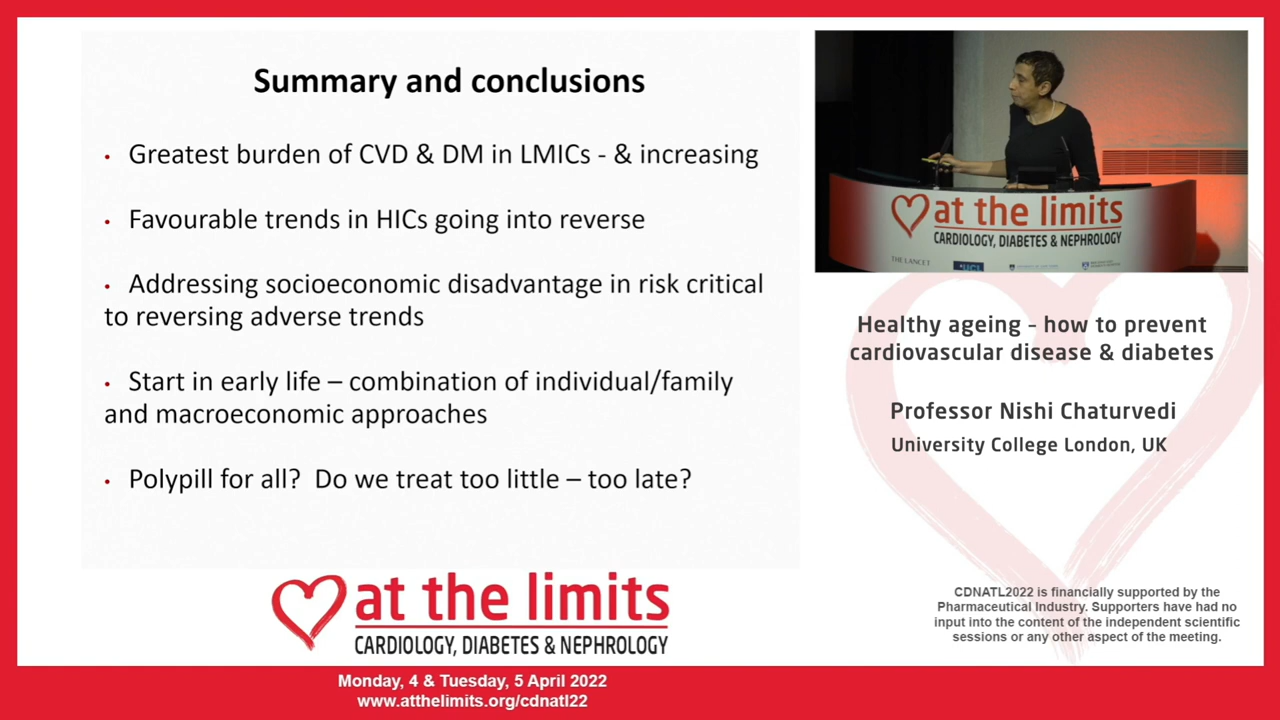 Summary and conclusions
• Greatest burden of CVD & DM in LMICs - & increasing
• Favourable trends in HICs going into reverse
• Addressing socioeconomic disadvantage in risk critical
to reversing adverse trends
• Start in early life – combination of individual/family
and macroeconomic approaches
• Polypill for all?  Do we treat too little – too late?
at the limits
CARDIOLOGY, DIABETES & NEPHROLOGY
at the limits
CARDIOLOGY, DIABETES & NEPHROLOGY
THE LANCET
UCL
Healthy ageing – how to prevent
cardiovascular disease & diabetes
Professor Nishi Chaturvedi
University College London, UK
CDNATL2022 is financially supported by the
Pharmaceutical Industry. Supporters have had no
input into the content of the independent scientific
sessions or any other aspect of the meeting.
Monday, 4 & Tuesday, 5 April 2022
www.atthelimits.org/cdnatl22